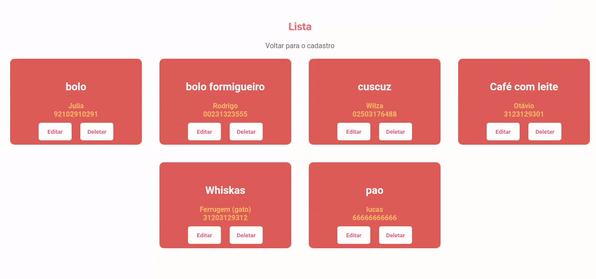 Lista
Voltar para o cadastro
bolo
Julia
92102910291
Editar
Deletar
bolo formigueiro
Rodrigo
00231323555
Editar
Deletar
cuscuz
Wilza
02503176488
Editar
Deletar
Café com leite
Otávio
3123129301
Editar
Deletar
Whiskas
Ferrugem (gato)
31203129312
Editar
Deletar
pao
lucas
66666666666
Editar
Deletar